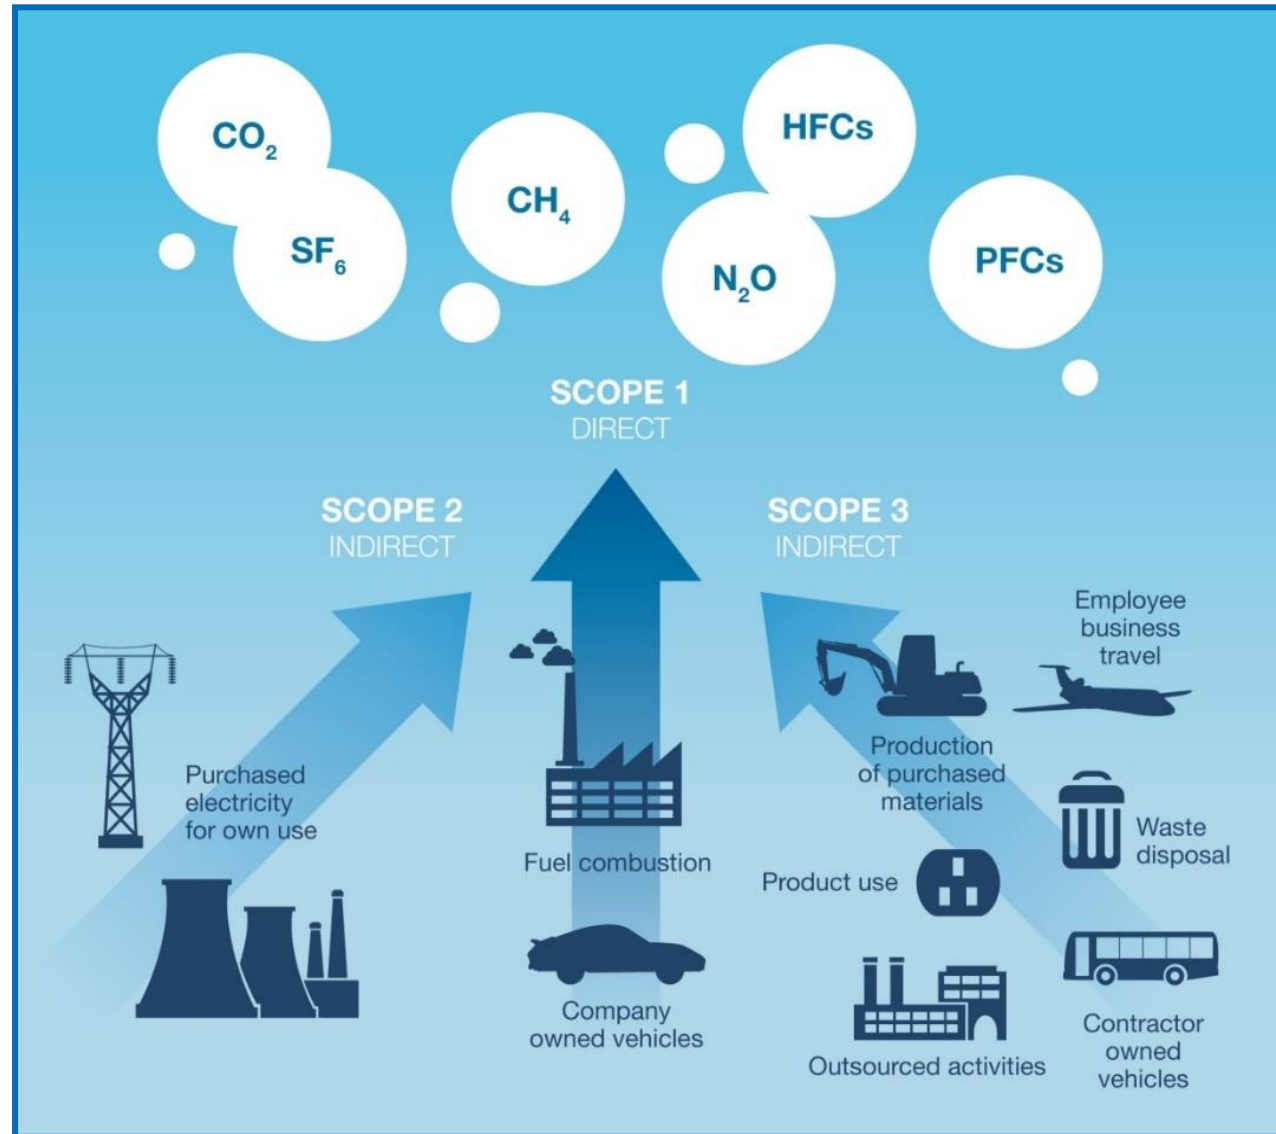 CO₂
SF₆
CH₄
HFCs
N₂O
PFCs
SCOPE 1
DIRECT
SCOPE 2
INDIRECT
SCOPE 3
INDIRECT
Purchased
electricity
for own use
Fuel combustion
Company
owned vehicles
Employee
business
travel
Production
of purchased
materials
Waste
disposal
Product use
Outsourced activities
Contractor
owned
vehicles